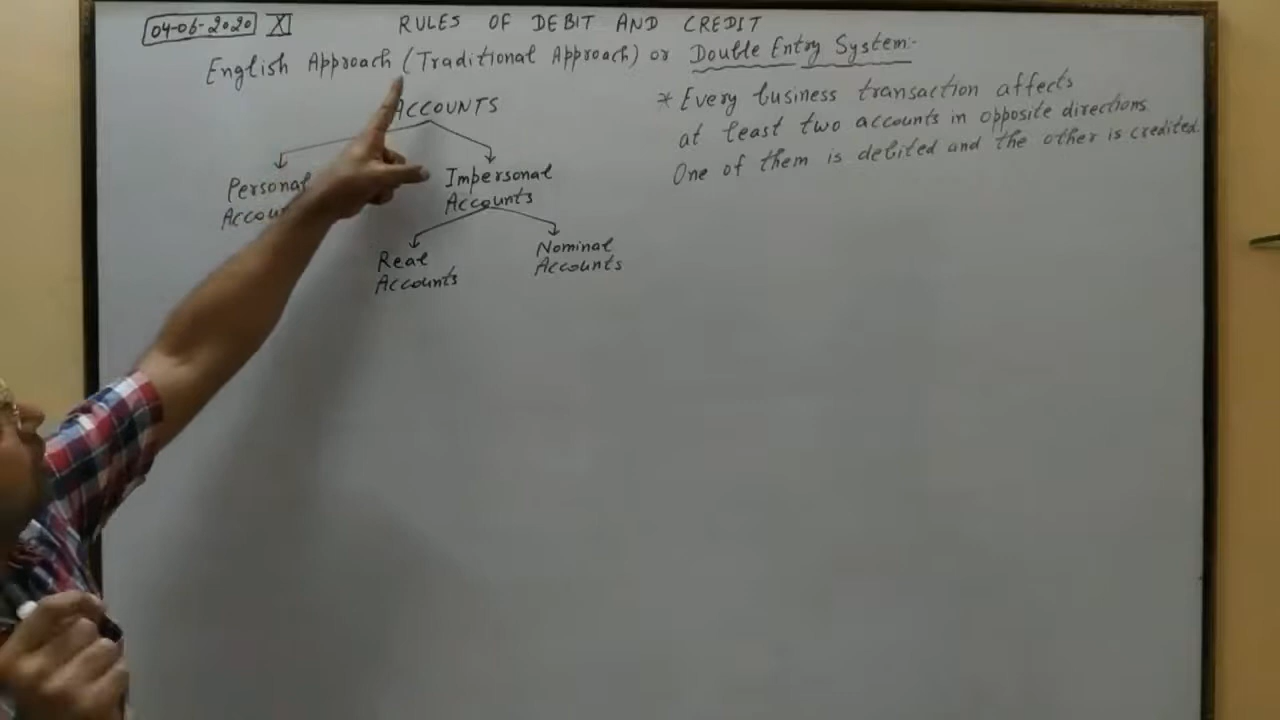 04-06-2020 XI
RULES OF DEBIT AND CREDIT
English Approach (Traditional Approach) or Double Entry System:-
ACCOUNTS
Personal
Impersonal
Accounts
Real
Accounts
Nominal
Accounts
* Every business transaction affects
at least two accounts in opposite directions
One of them is debited and the other is credited.